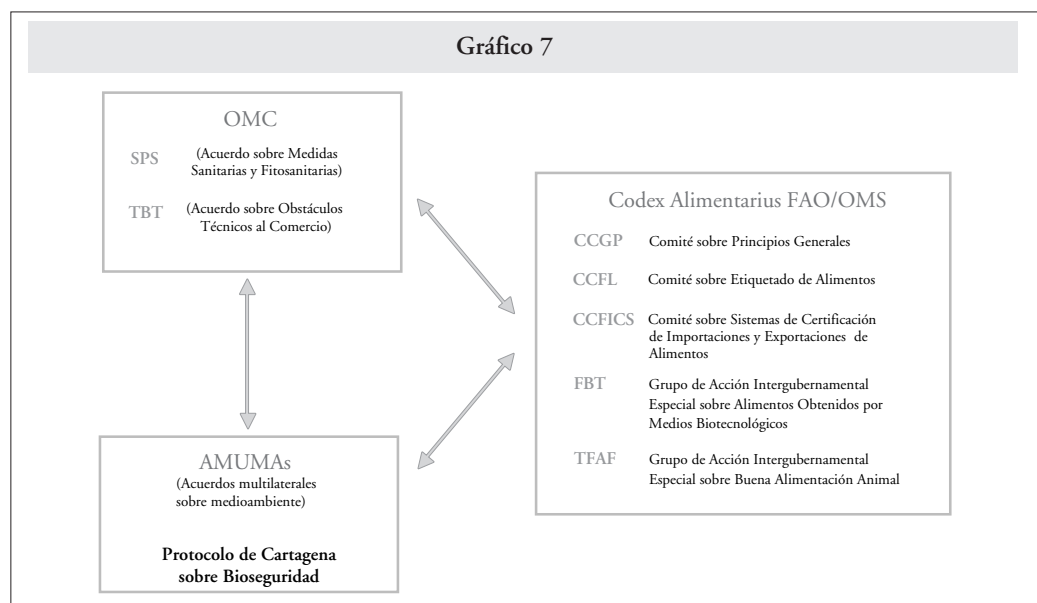 Gráfico 7
OMC
SPS (Acuerdo sobre Medidas
Sanitarias y Fitosanitarias)
TBT (Acuerdo sobre Obstáculos
Técnicos al Comercio)
Codex Alimentarius FAO/OMS
CCGP Comité sobre Principios Generales
CCFL Comité sobre Etiquetado de Alimentos
CCFICS Comité sobre Sistemas de Certificación
de Importaciones y Exportaciones de
Alimentos
FBT Grupo de Acción Intergubernamental
Especial sobre Alimentos Obtenidos por
Medios Biotecnológicos
TFAF Grupo de Acción Intergubernamental
Especial sobre Buena Alimentación Animal
AMUMAs
(Acuerdos multilaterales
sobre medioambiente)
Protocolo de Cartagena
sobre Bioseguridad